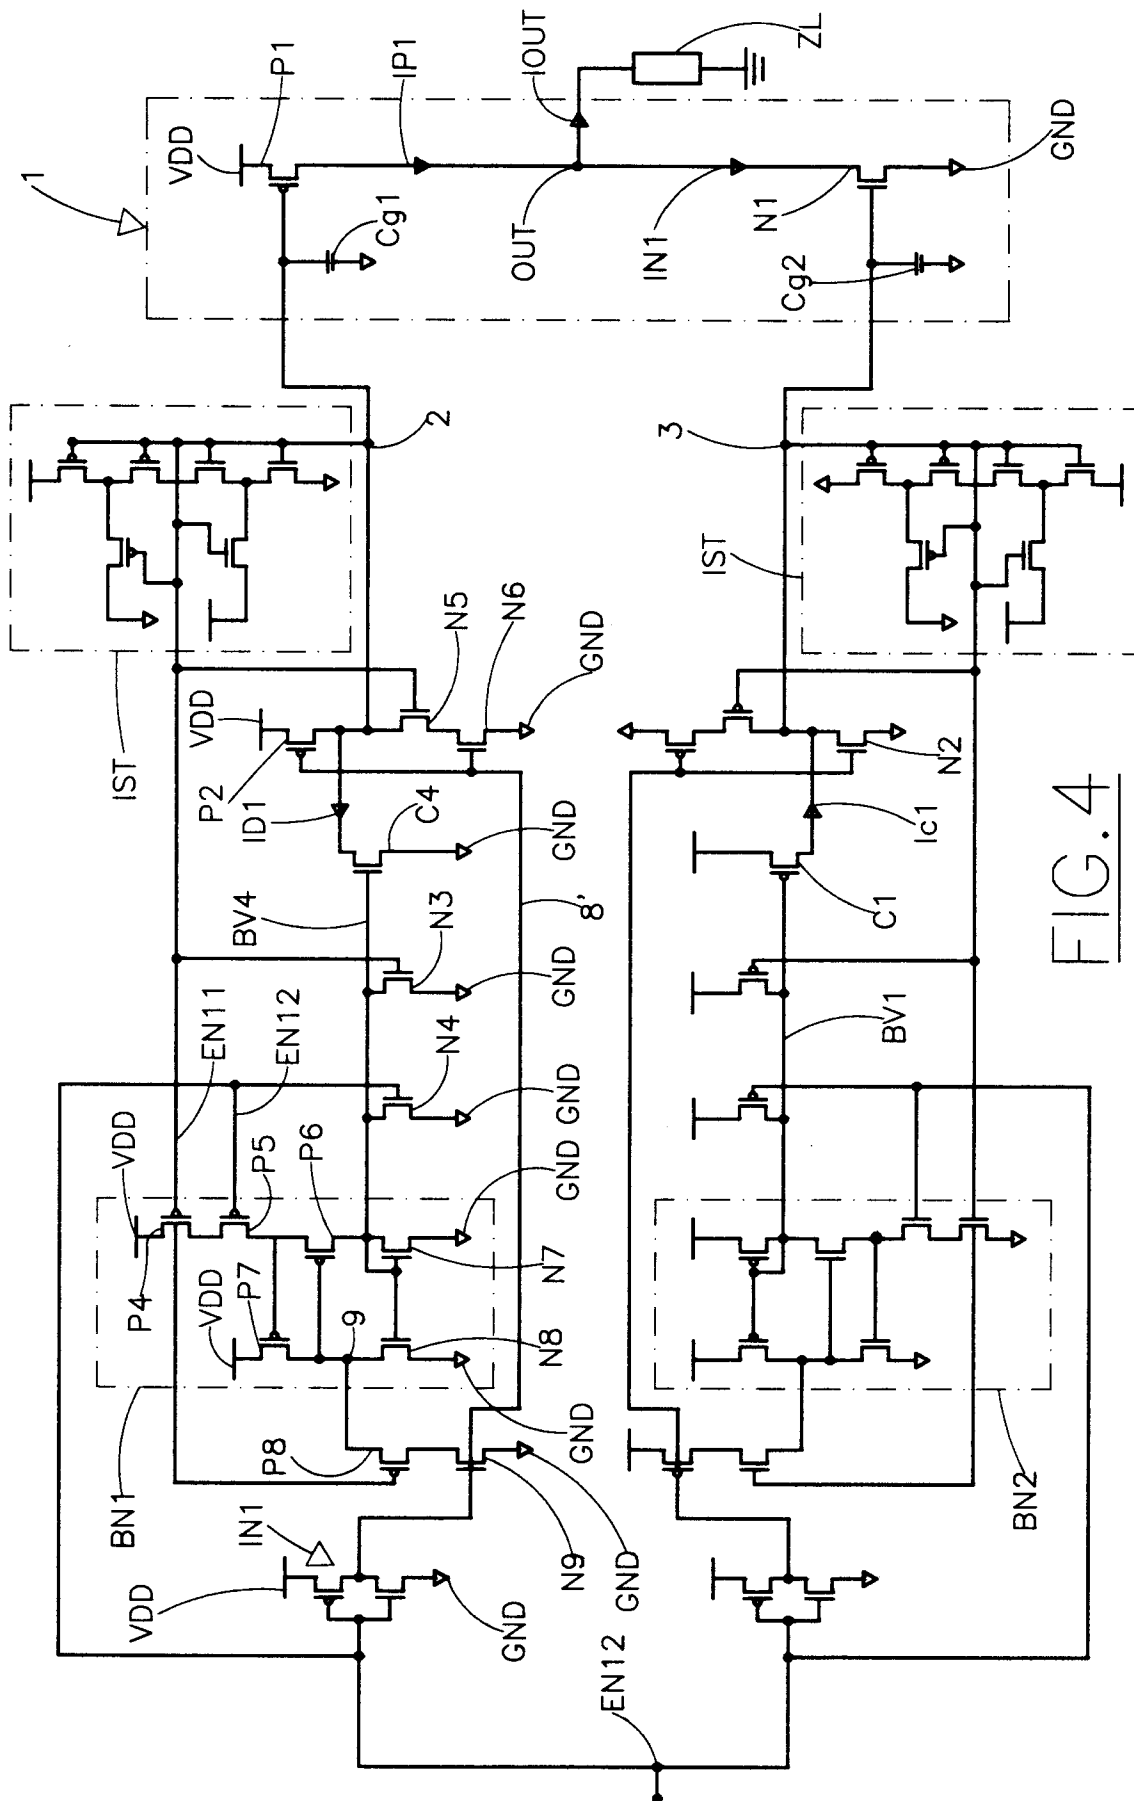 1
BN1
IST
P4
VDD
VDD
P2
VDD
VDD
EN11
IN1
P7
ID1
BV4
P5
P8
EN12
P1
P6
VDD
9
Cg1
IP1
C4
2
N3
N4
N5
GND
N6
OUT
IOUT
N7
N8
GND
GND
GND
GND
GND
N9
8'
GND
EN12
GND
IN1
3
IST
N1
Cg2
ZL
C1
BV1
Ic1
N2
BN2
GND
FIG.4